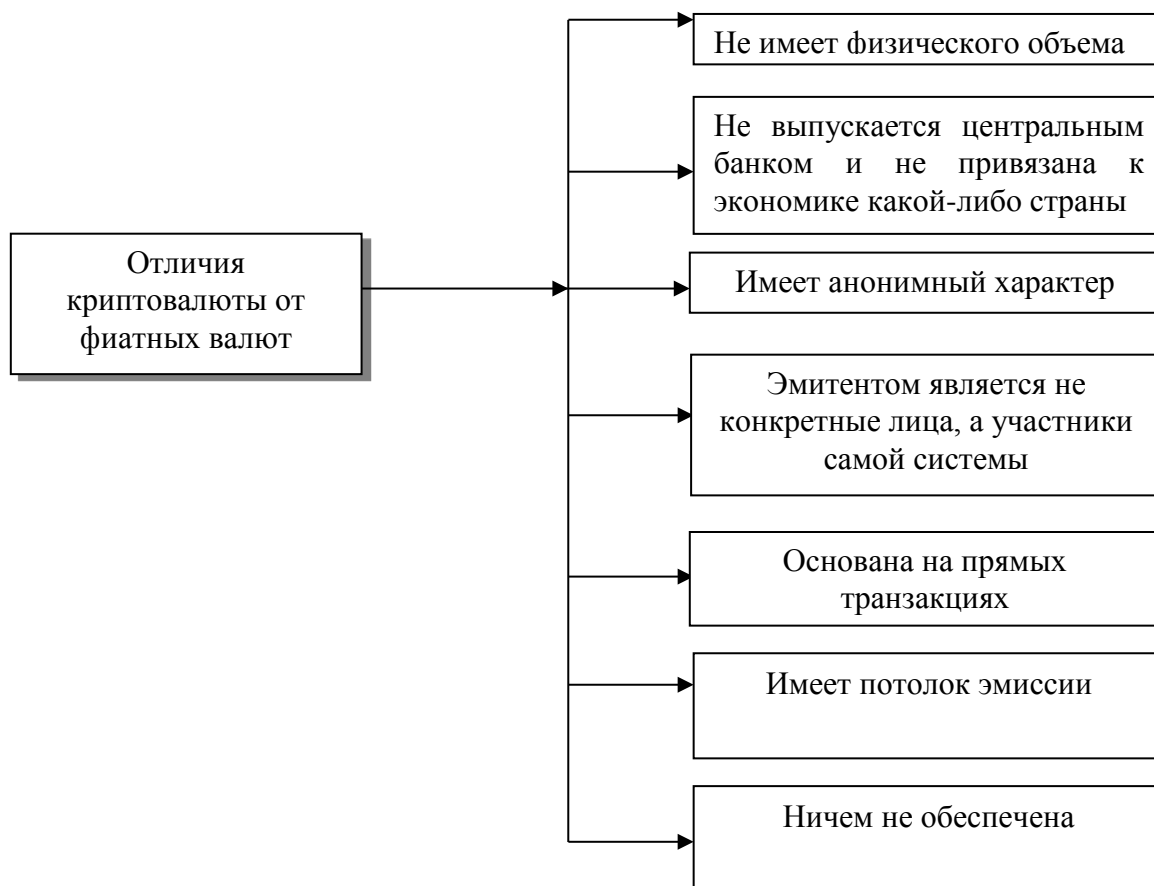 Отличия
криптовалюты от
фиатных валют
Не имеет физического объема
Не выпускается центральным
банком и не привязана к
экономике какой-либо страны
Имеет анонимный характер
Эмитентом является не
конкретные лица, а участники
самой системы
Основана на прямых
транзакциях
Имеет потолок эмиссии
Ничем не обеспечена